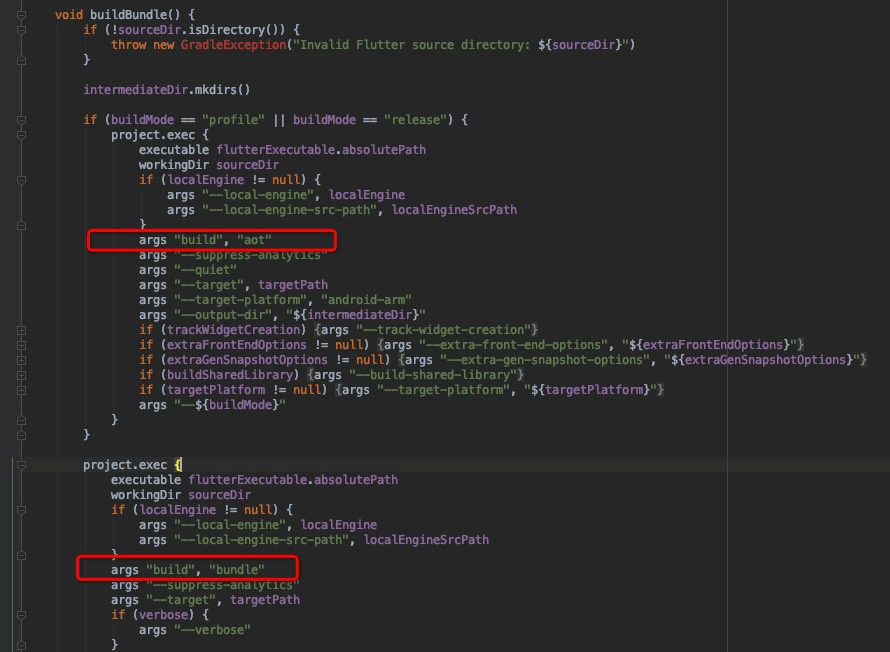 void buildBundle() {
if (!sourceDir.isDirectory()) {
throw new GradleException("Invalid Flutter source directory: ${sourceDir}")
}
intermediateDir.mkdirs()
if (buildMode == "profile" || buildMode == "release") {
project.exec {
executable flutterExecutable.absolutePath
workingDir sourceDir
if (localEngine != null) {
args "--local-engine", localEngine
args "--local-engine-src-path", localEngineSrcPath
}
args "build", "aot"
args "--suppress-analytics"
args "--quiet"
args "--target", targetPath
args "--target-platform", "android-arm"
args "--output-dir", "${intermediateDir}"
if (trackWidgetCreation) {args "--track-widget-creation"}
if (extraFrontEndOptions != null) {args "--extra-front-end-options", "${extraFrontEndOptions}"}
if (extraGenSnapshotOptions != null) {args "--extra-gen-snapshot-options", "${extraGenSnapshotOptions}"}
if (buildSharedLibrary) {args "--build-shared-library"}
if (targetPlatform != null) {args "--target-platform", "${targetPlatform}"}
args "--${buildMode}"
}
}
project.exec {
executable flutterExecutable.absolutePath
workingDir sourceDir
if (localEngine != null) {
args "--local-engine", localEngine
args "--local-engine-src-path", localEngineSrcPath
}
args "build", "bundle"
args "--suppress-analytics"
args "--target", targetPath
if (verbose) {
args "--verbose"
}